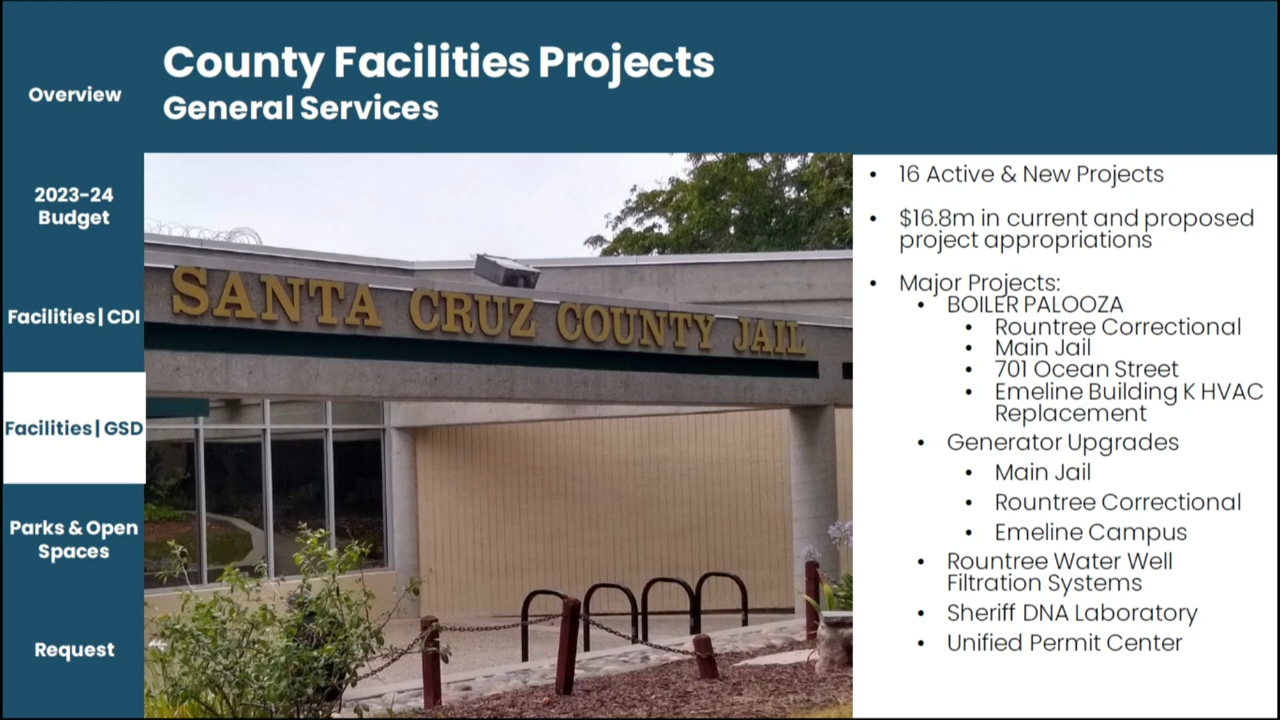 County Facilities Projects
General Services
Overview
2023-24
Budget
Facilities | CDI
Facilities | GSD
Parks & Open
Spaces
Request
SANTA CRUZ COUNTY JAIL
• 16 Active & New Projects
• $16.8m in current and proposed
project appropriations
• Major Projects:
• BOILER PALOOZA
• Rountree Correctional
• Main Jail
• 701 Ocean Street
• Emeline Building K HVAC
Replacement
• Generator Upgrades
• Main Jail
• Rountree Correctional
• Emeline Campus
• Rountree Water Well
Filtration Systems
• Sheriff DNA Laboratory
• Unified Permit Center